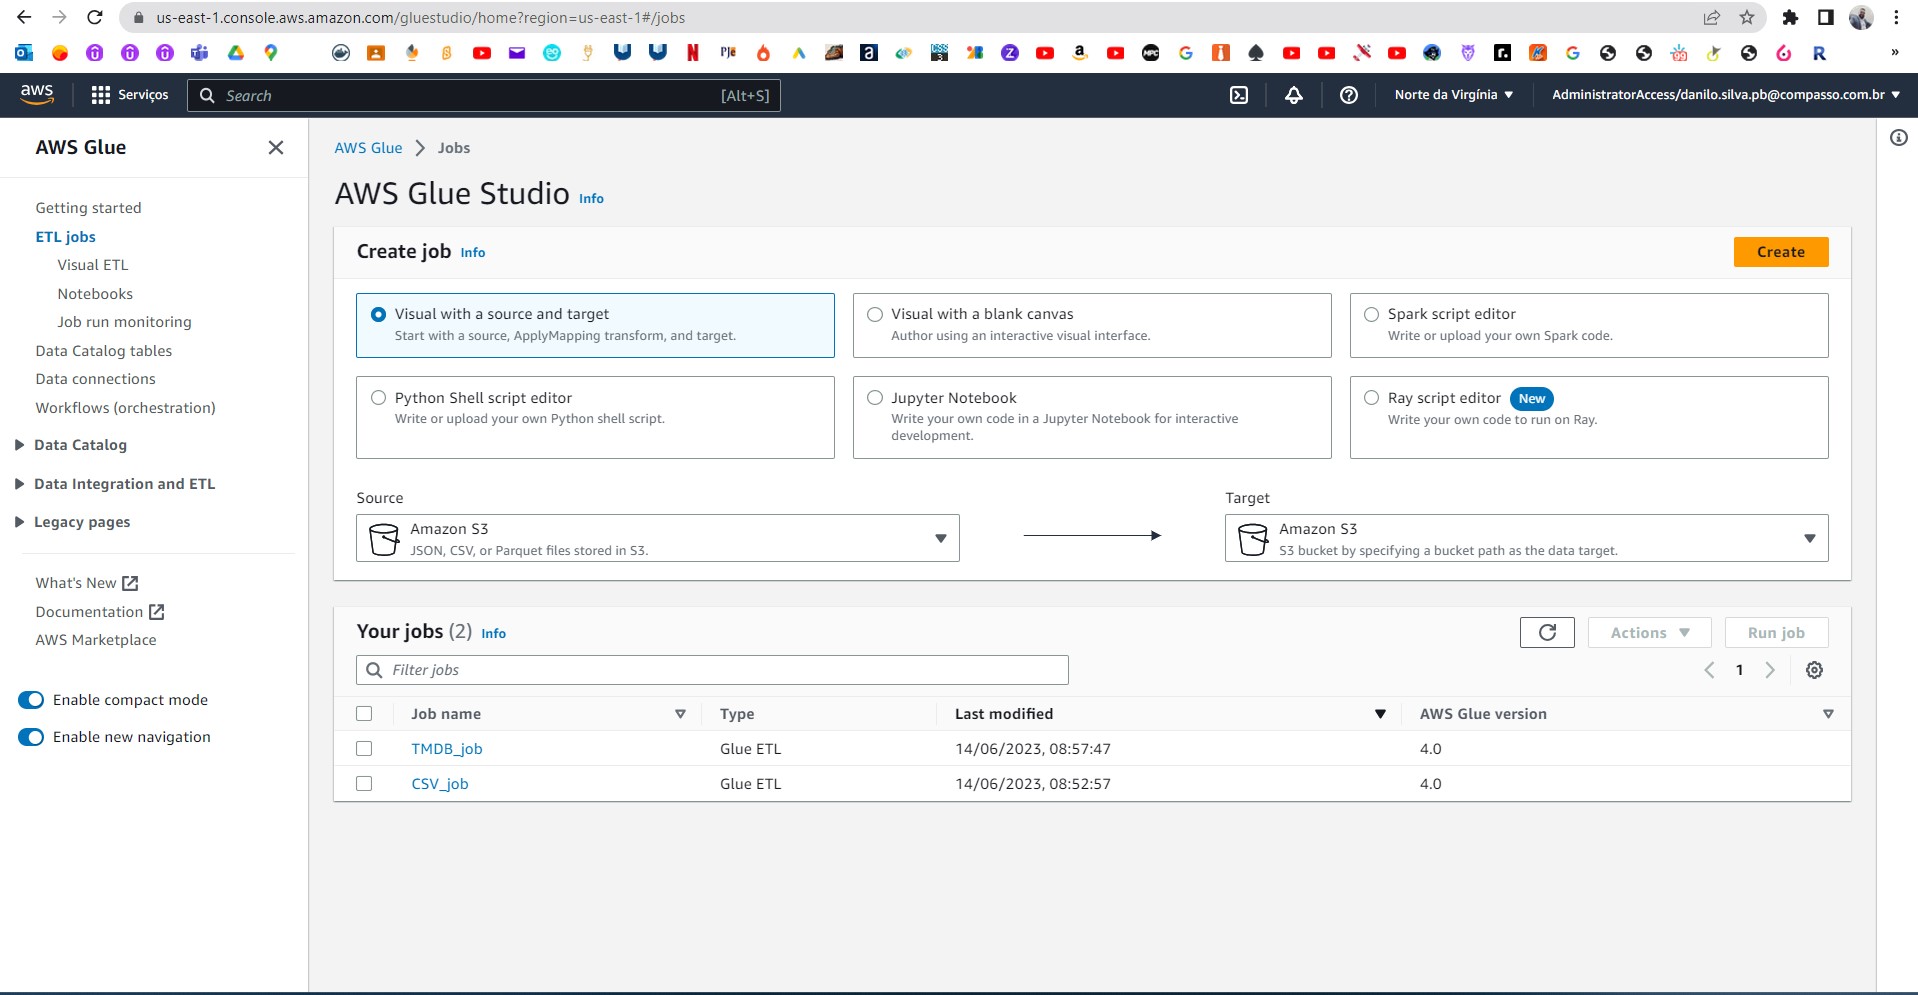 us-east-1.console.aws.amazon.com/gluestudio/home?region=us-east-1#/jobs
aws
Serviços
Search
[Alt+S]
Norte da Virgínia
AdministratorAccess/danilo.silva.pb@compasso.com.br
AWS Glue
Getting started
ETL jobs
Visual ETL
Notebooks
Job run monitoring
Data Catalog tables
Data connections
Workflows (orchestration)
Data Catalog
Data Integration and ETL
Legacy pages
What's New
Documentation
AWS Marketplace
Enable compact mode
Enable new navigation
AWS Glue > Jobs
AWS Glue Studio Info
Create job Info
Create
Visual with a source and target
Start with a source, ApplyMapping transform, and target.
Visual with a blank canvas
Author using an interactive visual interface.
Spark script editor
Write or upload your own Spark code.
Python Shell script editor
Write or upload your own Python shell script.
Jupyter Notebook
Write your own code in a Jupyter Notebook for interactive
development.
Ray script editor New
Write your own code to run on Ray.
Source
Amazon S3
JSON, CSV, or Parquet files stored in S3.
Target
Amazon S3
S3 bucket by specifying a bucket path as the data target.
Your jobs (2) Info
Actions
Run job
Filter jobs
1
Job name Type Last modified AWS Glue version
TMDB_job Glue ETL 14/06/2023, 08:57:47 4.0
CSV_job Glue ETL 14/06/2023, 08:52:57 4.0